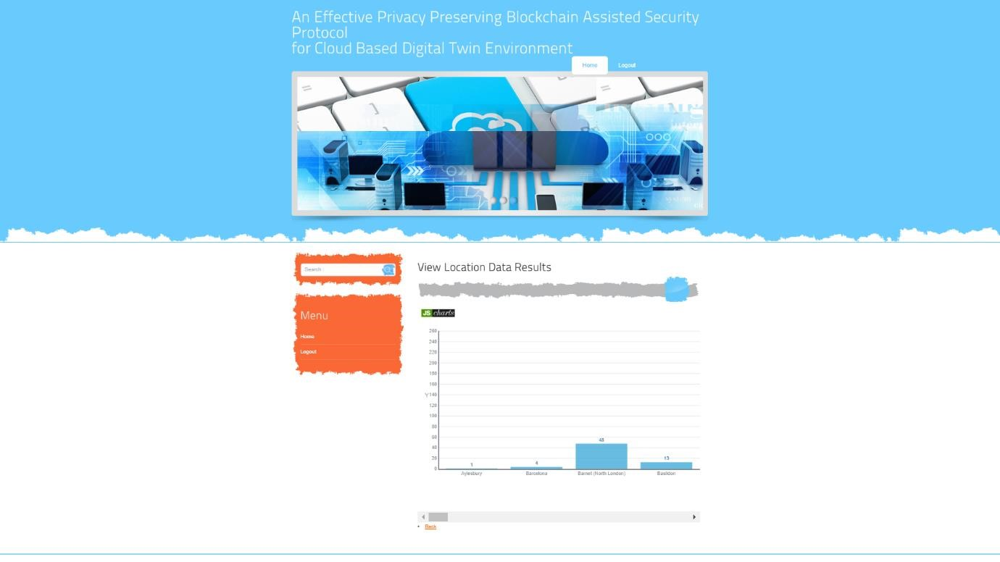 An Effective Privacy Preserving Blockchain Assisted Security
Protocol
for Cloud Based Digital Twin Environment
Home Logout
Search :
Menu
Home
Logout
View Location Data Results
JS charts
260
240
220
200
180
160
Y 140
120
100
80
60
40
20
0
1
4
48
13
Aylesbury Barcelona Barnet (North London) Basildon
Back